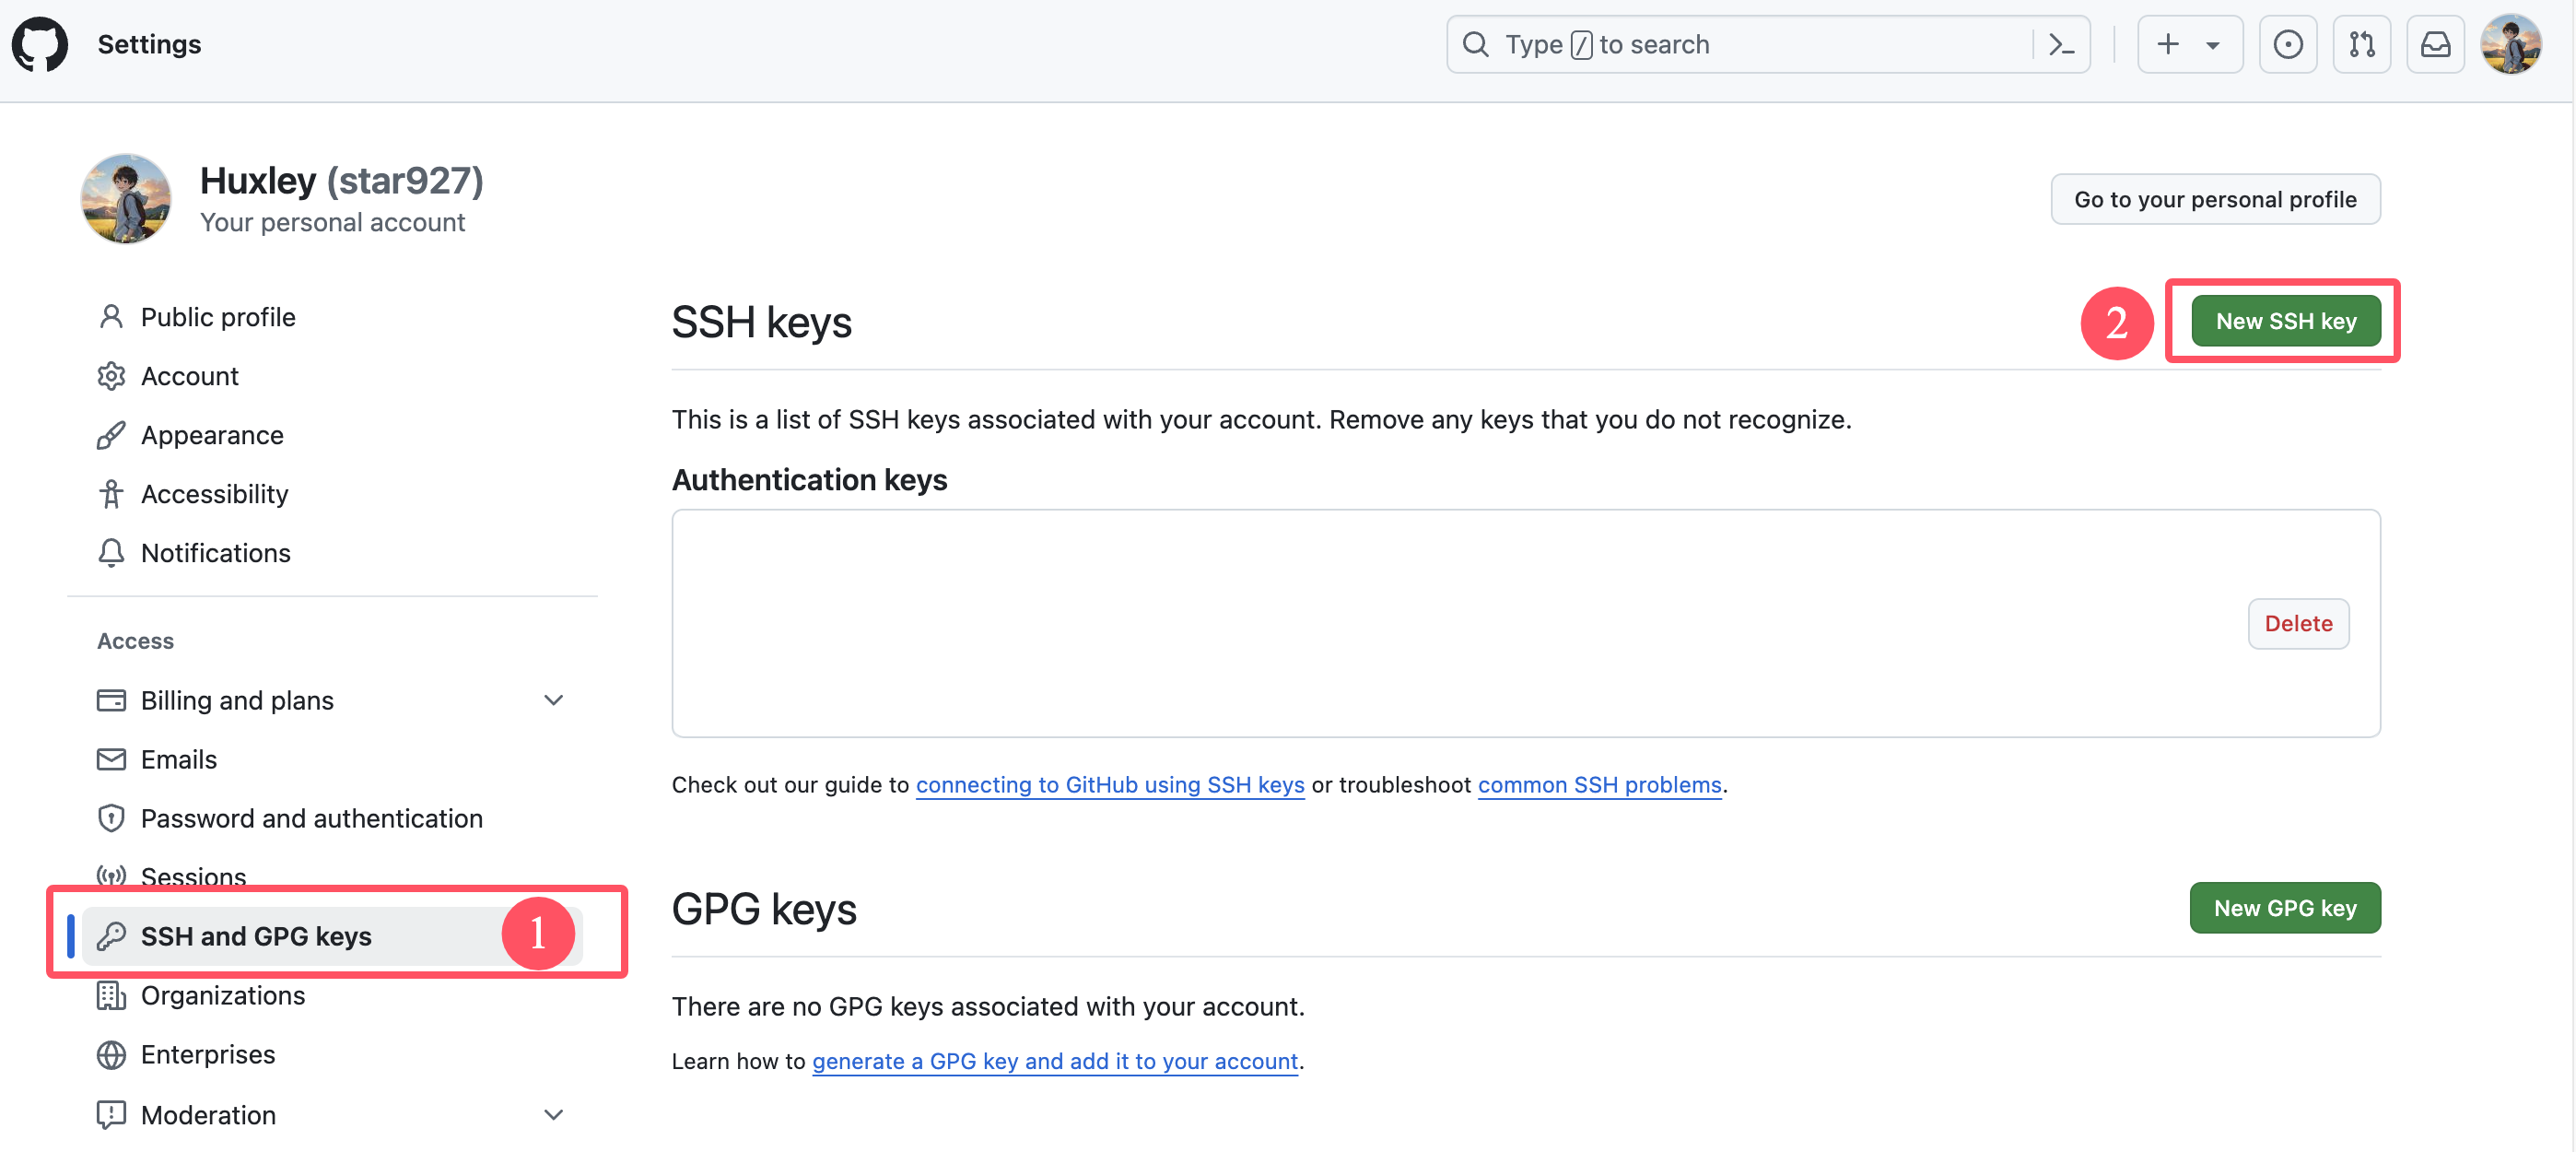 Settings
Type / to search
Huxley (star927)
Your personal account
Go to your personal profile
Public profile
Account
Appearance
Accessibility
Notifications
Access
Billing and plans
Emails
Password and authentication
Sessions
SSH and GPG keys
1
Organizations
Enterprises
Moderation
SSH keys
2
New SSH key
This is a list of SSH keys associated with your account. Remove any keys that you do not recognize.
Authentication keys
Delete
Check out our guide to connecting to GitHub using SSH keys or troubleshoot common SSH problems.
GPG keys
New GPG key
There are no GPG keys associated with your account.
Learn how to generate a GPG key and add it to your account.